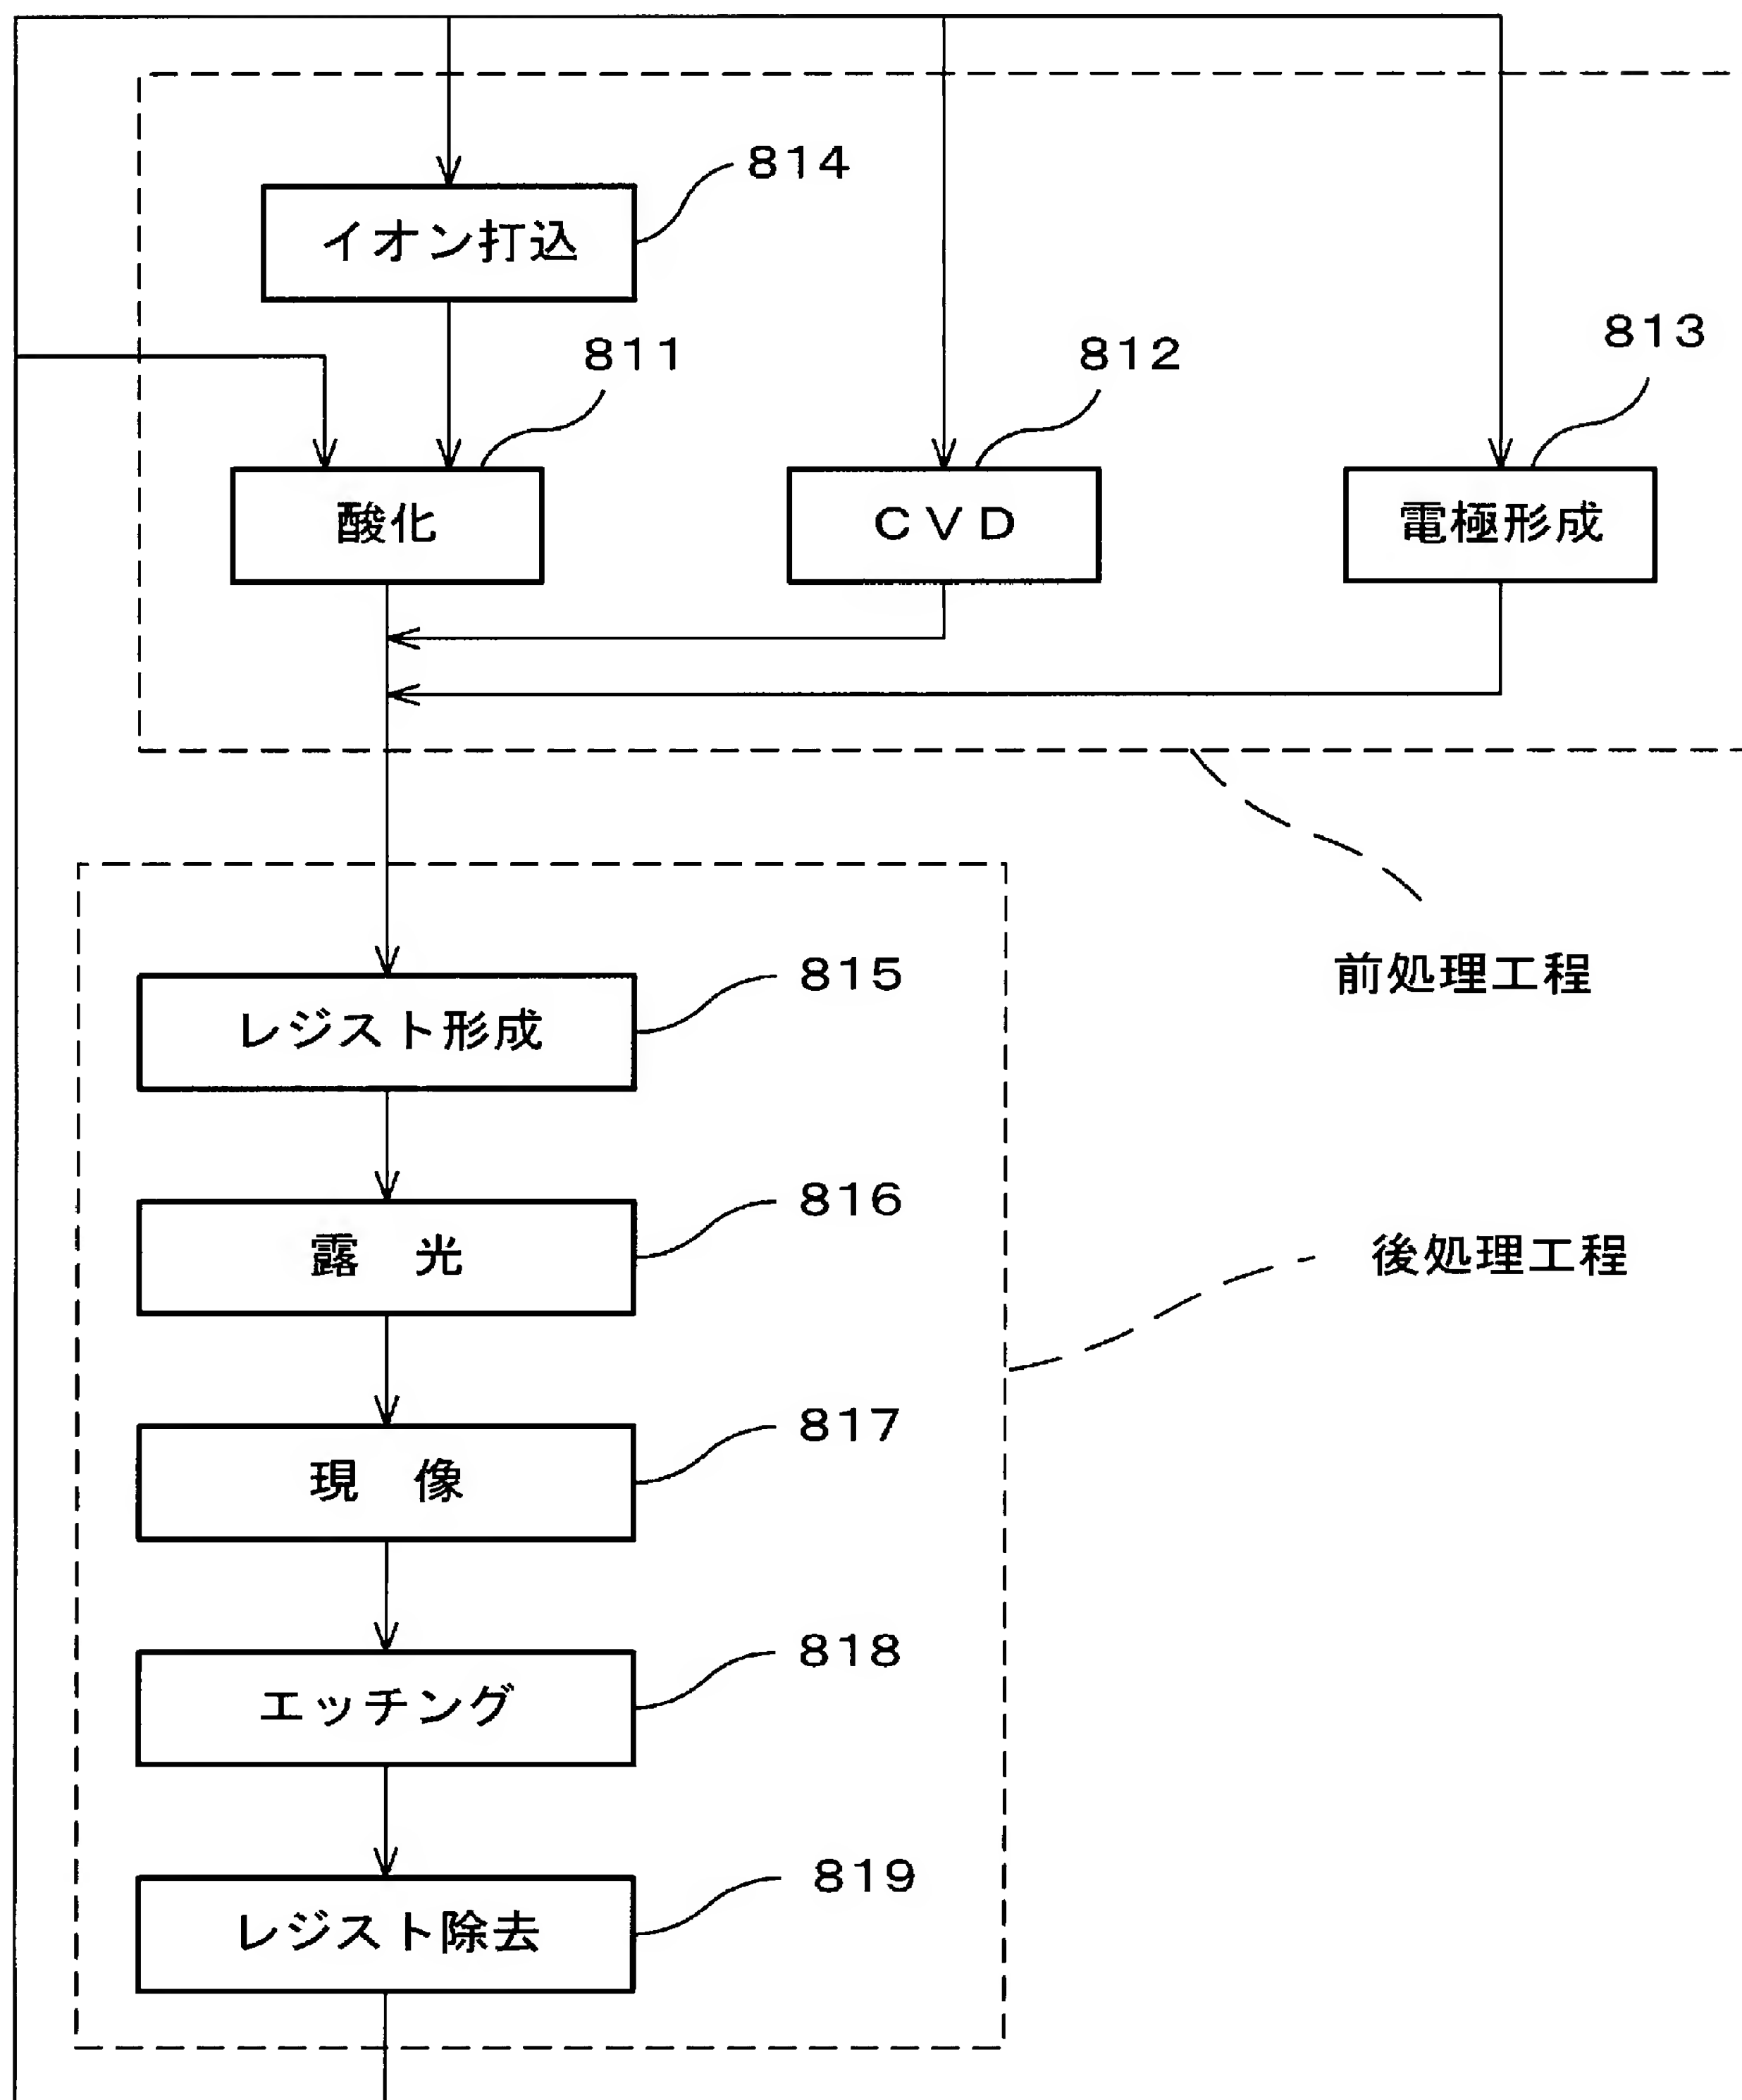 814
イオン打込
811
812
813
酸化
CVD
電極形成
前処理工程
815
レジスト形成
816
露 光
後処理工程
817
現 像
818
エッチング
819
レジスト除去